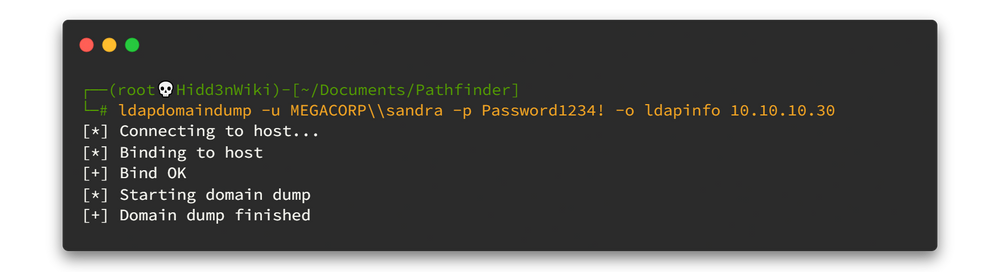 ┌──(root💀Hidd3nWiki)-[~/Documents/Pathfinder]
└─# ldapdomaindump -u MEGACORP\\sandra -p Password1234! -o ldapinfo 10.10.10.30
[*] Connecting to host...
[*] Binding to host
[+] Bind OK
[*] Starting domain dump
[+] Domain dump finished